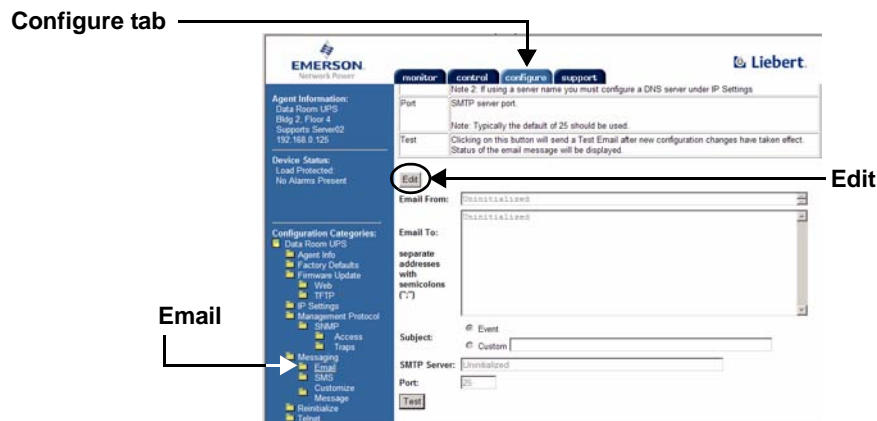 Configure tab
EMERSON
Network Power
monitor control configure support
Liebert
Note 2: If using a server name you must configure a DNS server under IP Settings
Port SMTP server port.
Note: Typically the default of 25 should be used.
Test Clicking on this button will send a Test Email after new configuration changes have taken effect.
Status of the email message will be displayed.
Agent Information:
Data Room UPS
Bldg 2, Floor 4
Supports Server02
192.168.0.125
Device Status:
Load Protected
No Alarms Present
Edit
Edit
Email From: Uninitialized
Email To: Uninitialized
separate
addresses
with
semicolons
(";")
Subject: Event
Custom
SMTP Server: Uninitialized
Port: 25
Test
Configuration Categories:
Data Room UPS
Agent Info
Factory Defaults
Firmware Update
Web
TFTP
IP Settings
Management Protocol
SNMP
Access
Traps
Messaging
Email
SMS
Customize
Message
Reinitialize
Telnet
Email